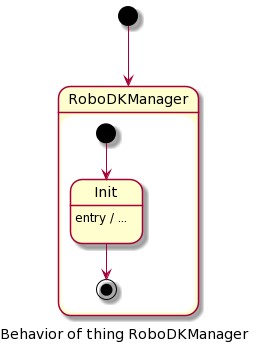 RoboDKManager
Init
entry / ...
Behavior of thing RoboDKManager